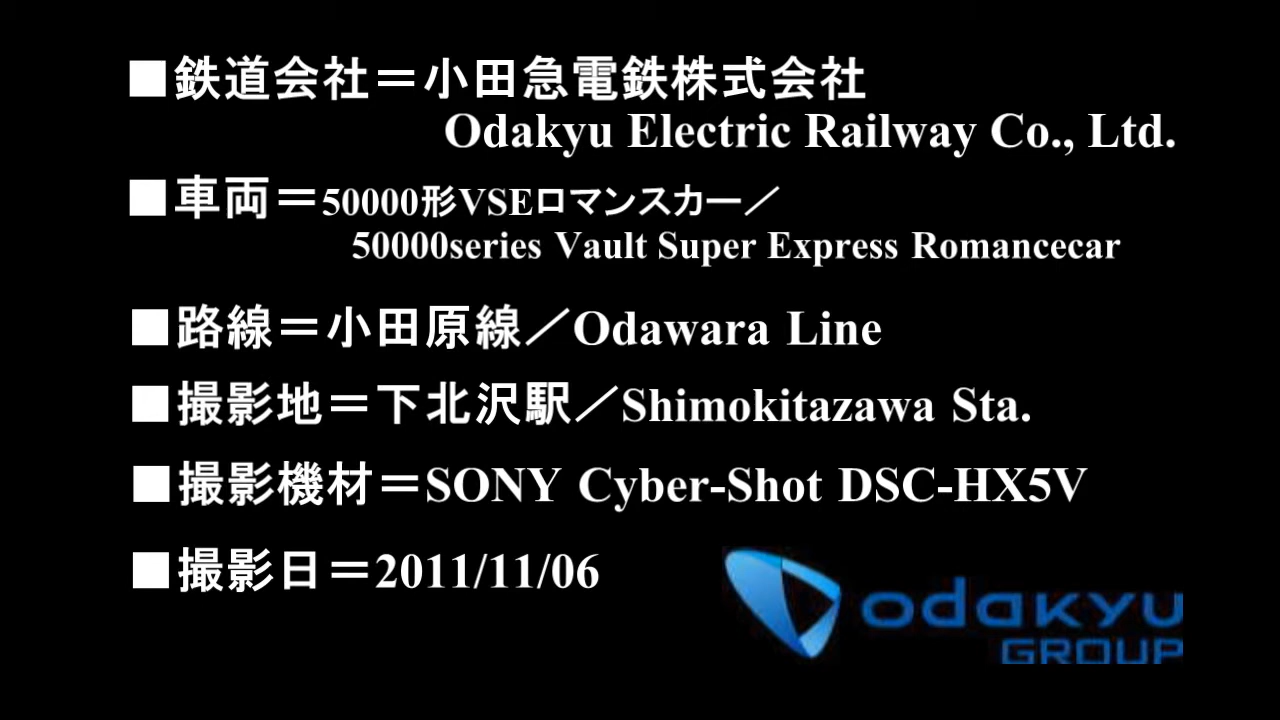 ■鉄道会社＝小田急電鉄株式会社
Odakyu Electric Railway Co., Ltd.
■車両＝50000形VSEロマンスカー／
50000series Vault Super Express Romancecar
■路線＝小田原線／Odawara Line
■撮影地＝下北沢駅／Shimokitazawa Sta.
■撮影機材＝SONY Cyber-Shot DSC-HX5V
■撮影日＝2011/11/06
odakyu
GROUP